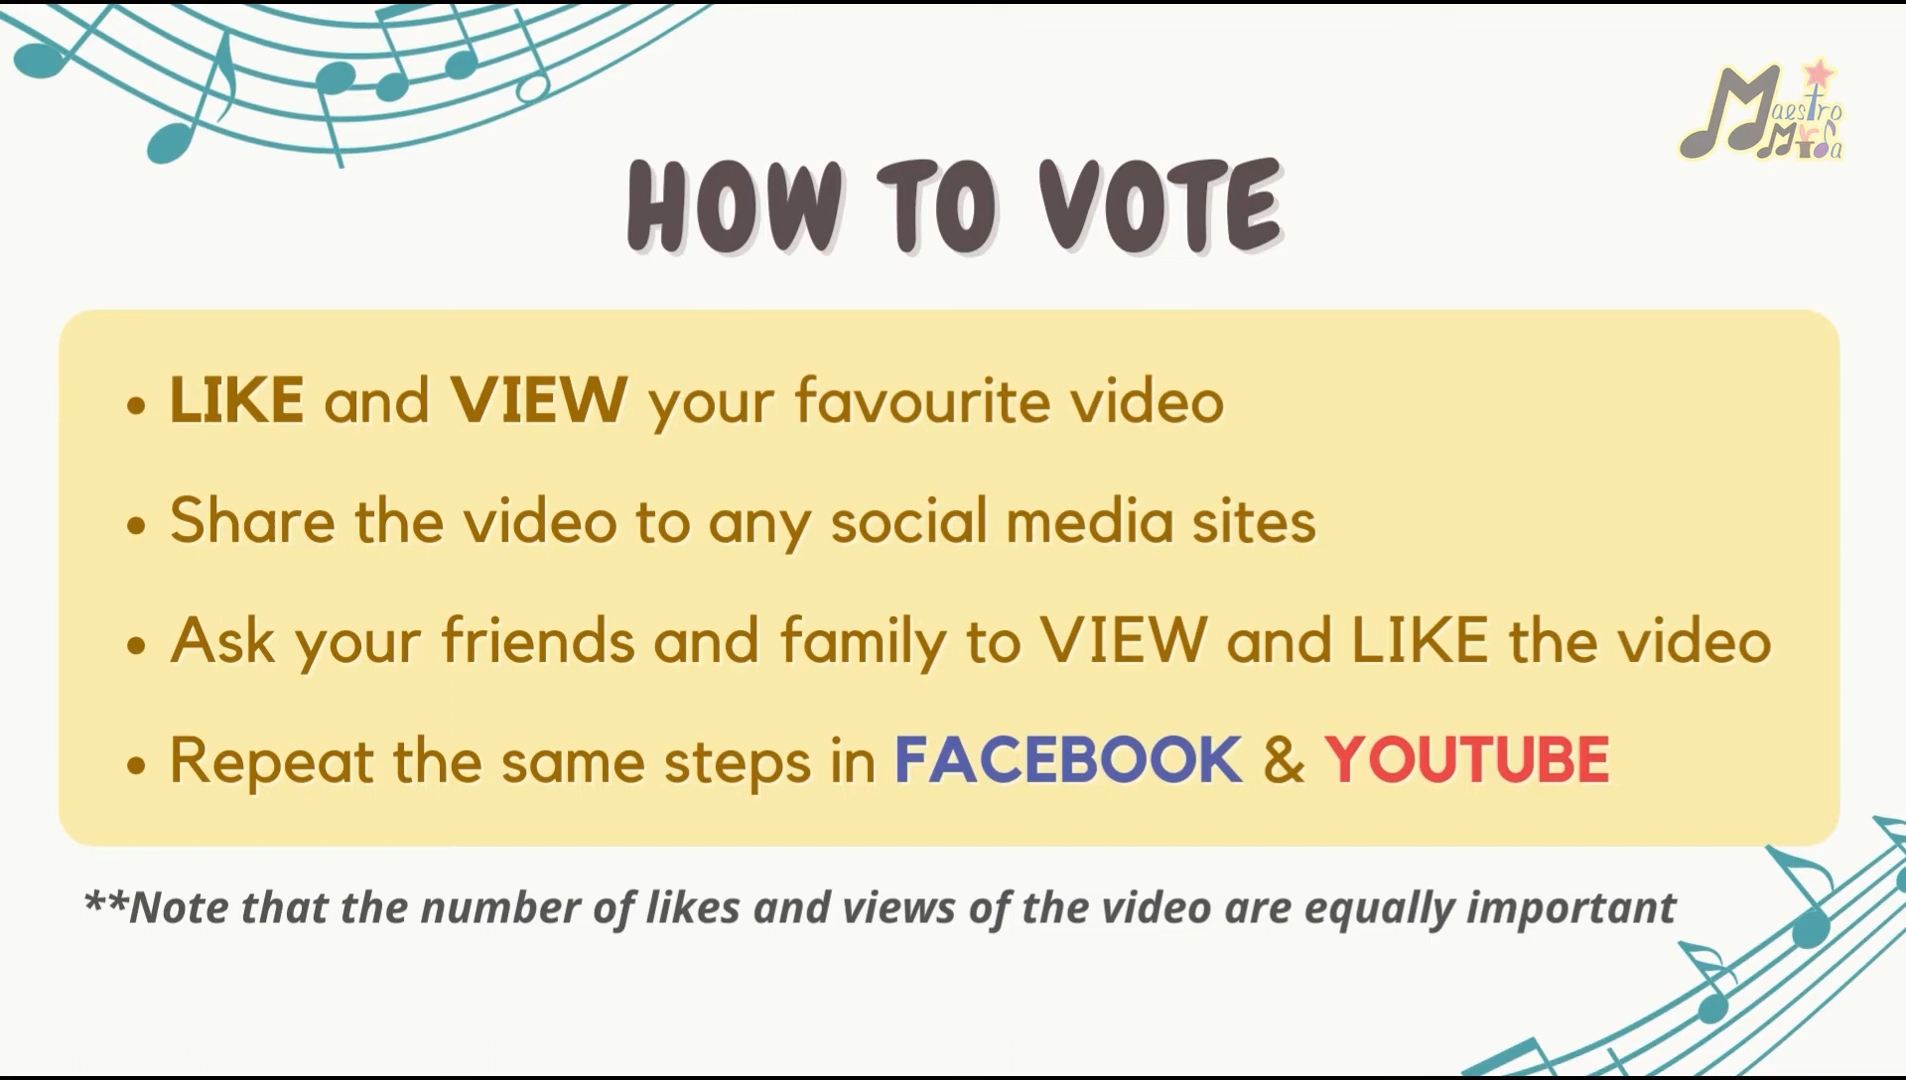 Maestro
Mydoa
HOW TO VOTE
• LIKE and VIEW your favourite video
• Share the video to any social media sites
• Ask your friends and family to VIEW and LIKE the video
• Repeat the same steps in FACEBOOK & YOUTUBE
**Note that the number of likes and views of the video are equally important